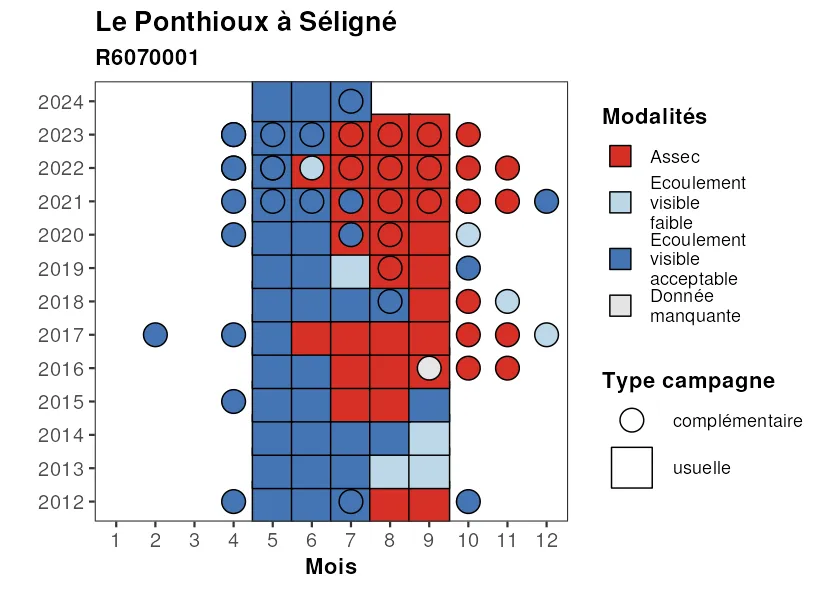 Le Ponthioux à Séligné
R6070001
2024
2023
2022
2021
2020
2019
2018
2017
2016
2015
2014
2013
2012
1 2 3 4 5 6 7 8 9 10 11 12
Mois
Modalités
Assec
Ecoulement
visible
faible
Ecoulement
visible
acceptable
Donnée
manquante
Type campagne
complémentaire
usuelle